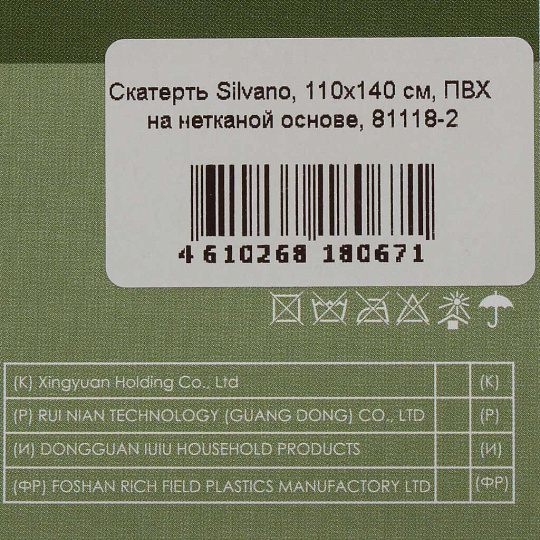 Скатерть Silvano, 110x140 см, ПВХ
на нетканой основе, 81118-2
4 610268 180671
(К) Xingyuan Holding Co., Ltd (К)
(Р) RUI NIAN TECHNOLOGY (GUANG DONG) CO., LTD (Р)
(И) DONGGUAN IUIU HOUSEHOLD PRODUCTS (И)
(ФР) FOSHAN RICH FIELD PLASTICS MANUFACTORY LTD (ФР)